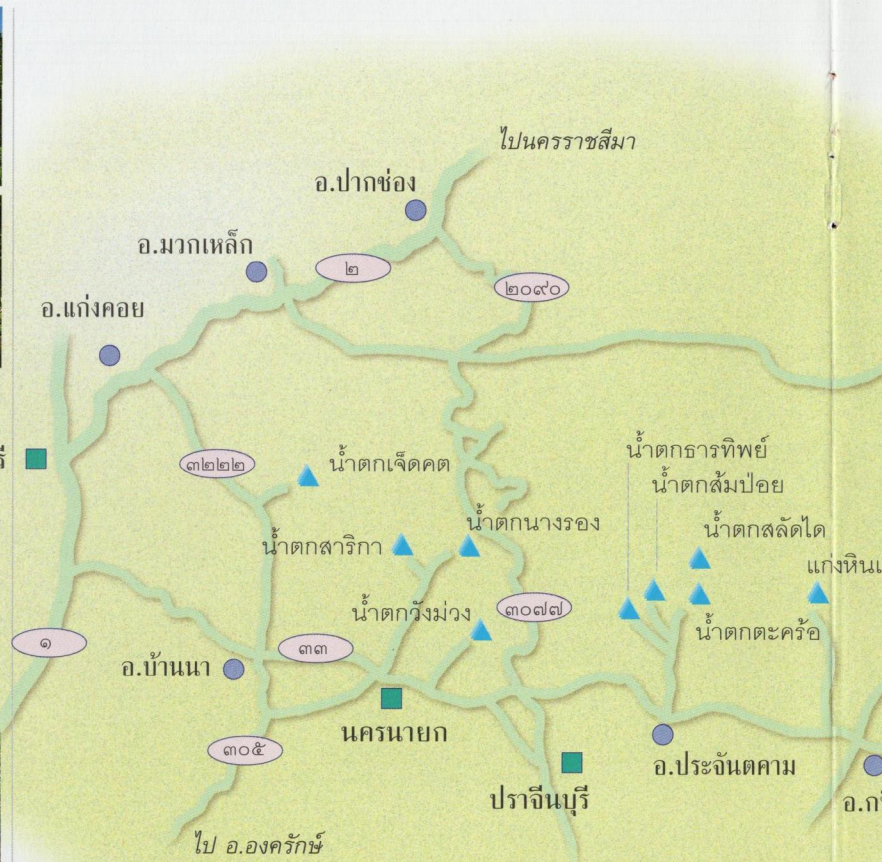 ไปนครราชสีมา
อ.ปากช่อง
อ.มวกเหล็ก
๒
๒๐๙๐
อ.แก่งคอย
๓๒๒๒
น้ำตกเจ็ดคต
น้ำตกธารทิพย์
น้ำตกส้มป่อย
น้ำตกนางรอง
น้ำตกสลัดได
น้ำตกสาริกา
แก่งหิน
น้ำตกวังม่วง
๓๐๗๗
น้ำตกตะคร้อ
๑
๓๓
อ.บ้านนา
นครนายก
๓๐๕
อ.ประจันตคาม
ปราจีนบุรี
ไป อ.องครักษ์